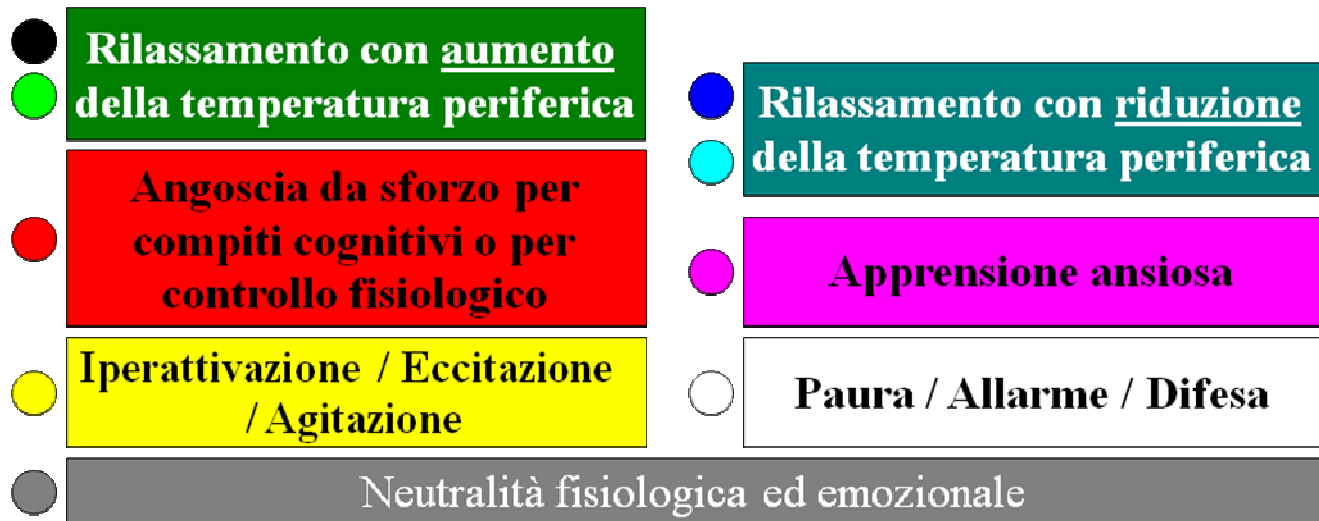 Rilassamento con aumento
della temperatura periferica
Rilassamento con riduzione
della temperatura periferica
Angoscia da sforzo per
compiti cognitivi o per
controllo fisiologico
Apprensione ansiosa
Iperattivazione / Eccitazione
/ Agitazione
Paura / Allarme / Difesa
Neutralità fisiologica ed emozionale